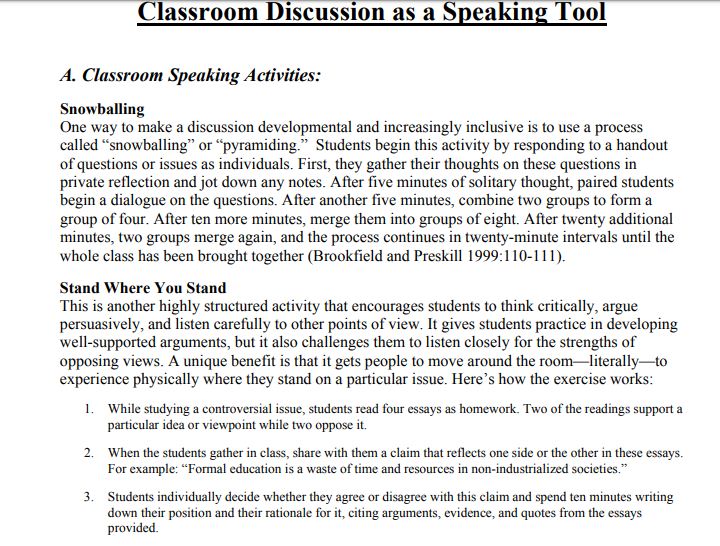 Classroom Discussion as a Speaking Tool
A. Classroom Speaking Activities:
Snowballing
One way to make a discussion developmental and increasingly inclusive is to use a process
called “snowballing” or “pyramiding.” Students begin this activity by responding to a handout
of questions or issues as individuals. First, they gather their thoughts on these questions in
private reflection and jot down any notes. After five minutes of solitary thought, paired students
begin a dialogue on the questions. After another five minutes, combine two groups to form a
group of four. After ten more minutes, merge them into groups of eight. After twenty additional
minutes, two groups merge again, and the process continues in twenty-minute intervals until the
whole class has been brought together (Brookfield and Preskill 1999:110-111).
Stand Where You Stand
This is another highly structured activity that encourages students to think critically, argue
persuasively, and listen carefully to other points of view. It gives students practice in developing
well-supported arguments, but it also challenges them to listen closely for the strengths of
opposing views. A unique benefit is that it gets people to move around the room—literally—to
experience physically where they stand on a particular issue. Here’s how the exercise works:
1. While studying a controversial issue, students read four essays as homework. Two of the readings support a
particular idea or viewpoint while two oppose it.
2. When the students gather in class, share with them a claim that reflects one side or the other in these essays.
For example: “Formal education is a waste of time and resources in non-industrialized societies.”
3. Students individually decide whether they agree or disagree with this claim and spend ten minutes writing
down their position and their rationale for it, citing arguments, evidence, and quotes from the essays
provided.